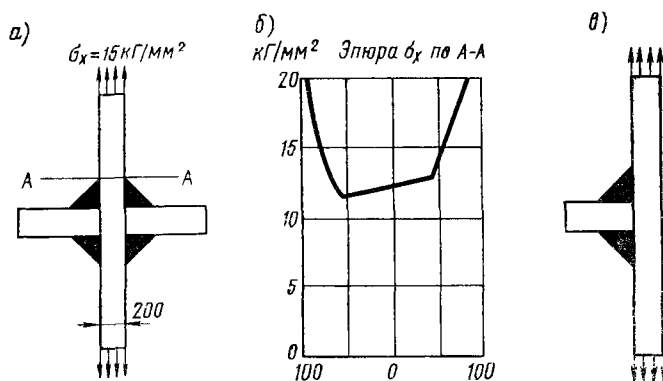 а)
σₓ=15 кГ/мм²
А
А
200
б)
кГ/мм²
Эпюра σₓ по А-А
20
15
10
5
0
100
0
100
в)